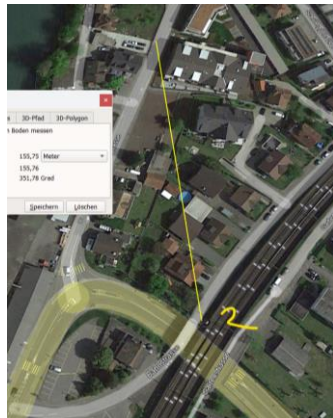 3D-Pfad 3D-Polygon
Boden messen
155,75 Meter
155,76
351,78 Grad
Speichern Löschen
2